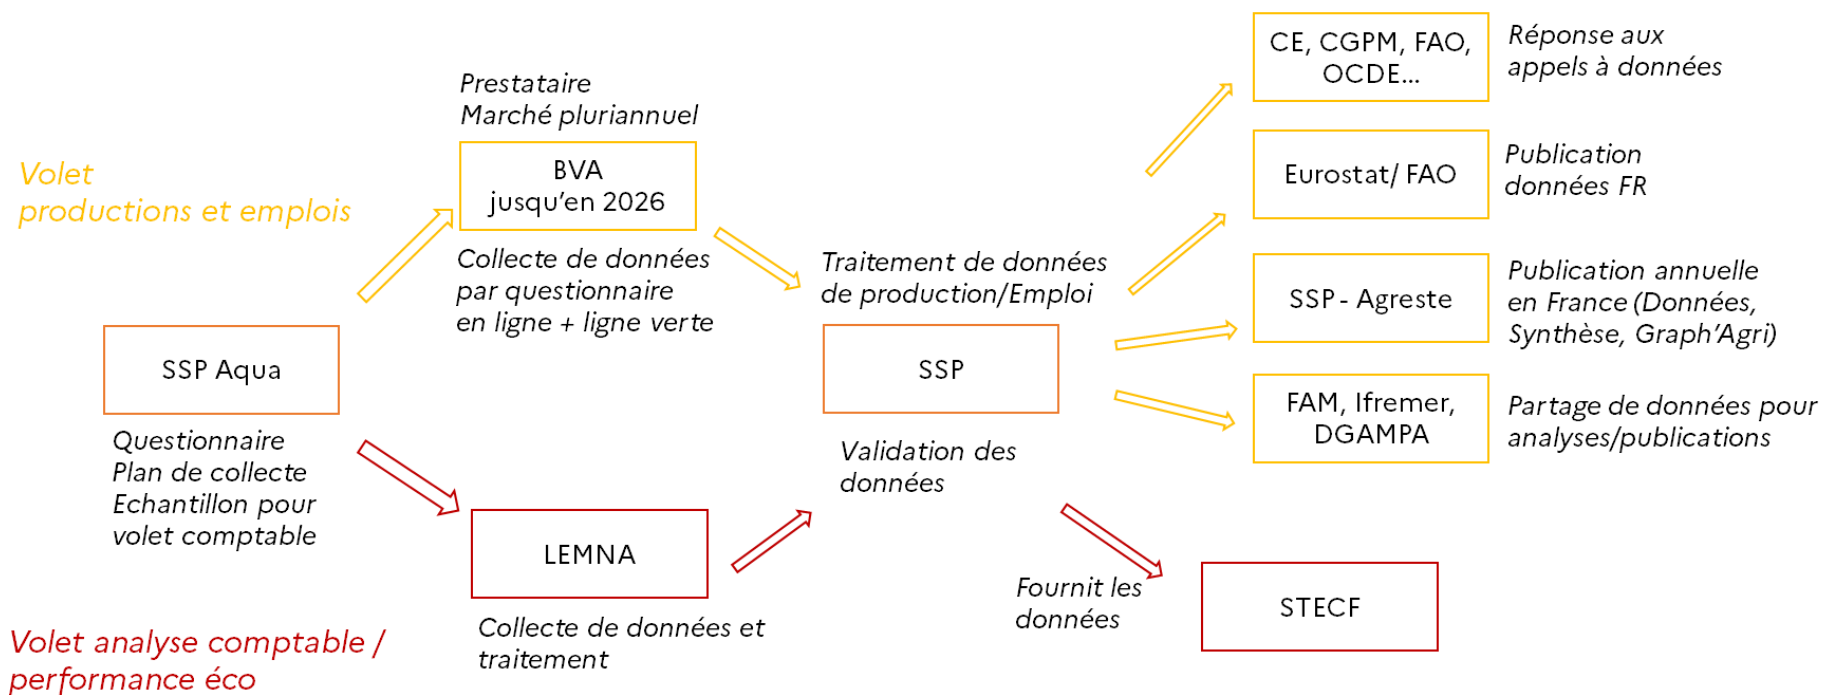 Volet
productions et emplois
Prestataire
Marché pluriannuel
BVA
jusqu'en 2026
Collecte de données
par questionnaire
en ligne + ligne verte
SSP Aqua
Questionnaire
Plan de collecte
Echantillon pour
volet comptable
LEMNA
Collecte de données et
traitement
Volet analyse comptable /
performance éco
Traitement de données
de production/Emploi
SSP
Validation des
données
CE, CGPM, FAO,
OCDE...
Réponse aux
appels à données
Eurostat/ FAO
Publication
données FR
SSP - Agreste
Publication annuelle
en France (Données,
Synthèse, Graph'Agri)
FAM, Ifremer,
DGAMPA
Partage de données pour
analyses/publications
Fournit les
données
STECF